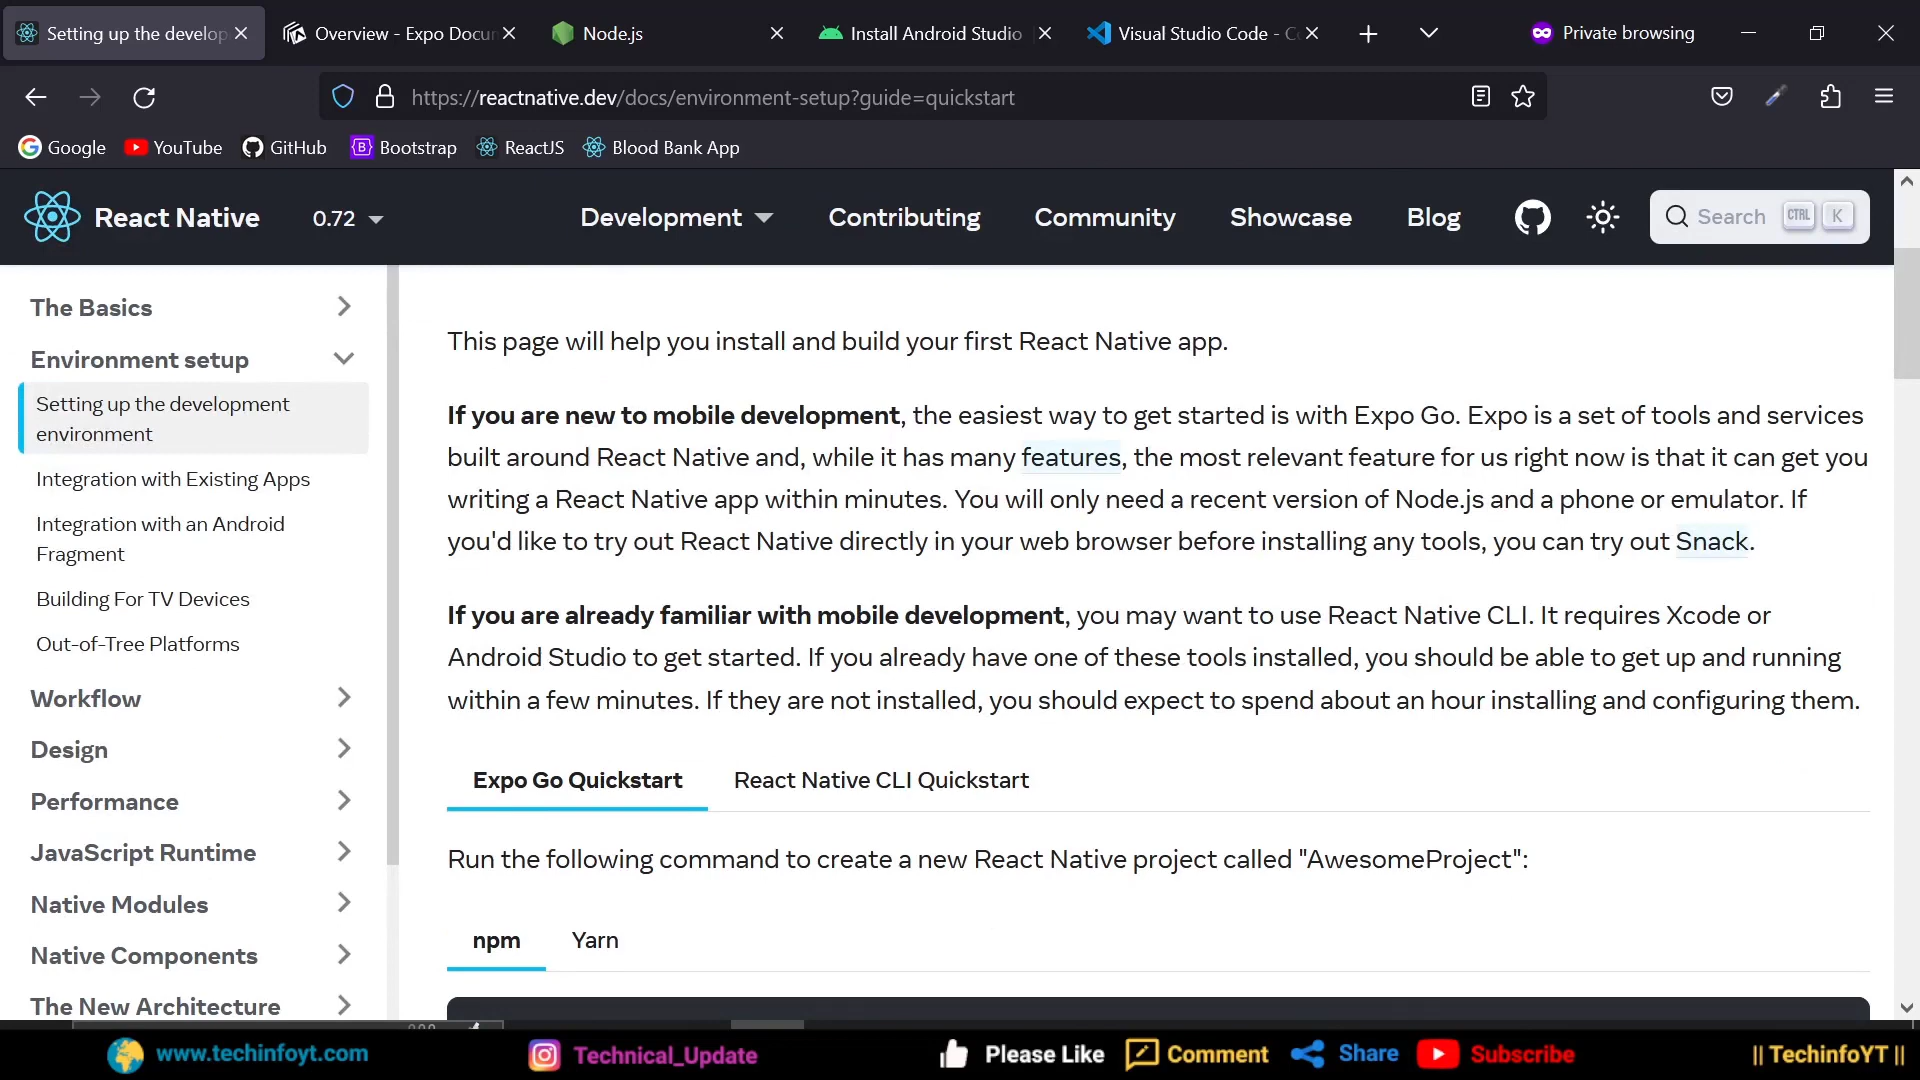 Setting up the develop
Overview - Expo Docun
Node.js
Install Android Studio
Visual Studio Code - Co
Private browsing
https://reactnative.dev/docs/environment-setup?guide=quickstart
Google
YouTube
GitHub
Bootstrap
ReactJS
Blood Bank App
React Native
0.72
Development
Contributing
Community
Showcase
Blog
Search CTRL K
The Basics
Environment setup
Setting up the development
environment
Integration with Existing Apps
Integration with an Android
Fragment
Building For TV Devices
Out-of-Tree Platforms
Workflow
Design
Performance
JavaScript Runtime
Native Modules
Native Components
The New Architecture
This page will help you install and build your first React Native app.
If you are new to mobile development, the easiest way to get started is with Expo Go. Expo is a set of tools and services
built around React Native and, while it has many features, the most relevant feature for us right now is that it can get you
writing a React Native app within minutes. You will only need a recent version of Node.js and a phone or emulator. If
you'd like to try out React Native directly in your web browser before installing any tools, you can try out Snack.
If you are already familiar with mobile development, you may want to use React Native CLI. It requires Xcode or
Android Studio to get started. If you already have one of these tools installed, you should be able to get up and running
within a few minutes. If they are not installed, you should expect to spend about an hour installing and configuring them.
Expo Go Quickstart
React Native CLI Quickstart
Run the following command to create a new React Native project called "AwesomeProject":
npm
Yarn
www.techinfoyt.com
Technical_Update
Please Like
Comment
Share
Subscribe
|| TechinfoYT ||